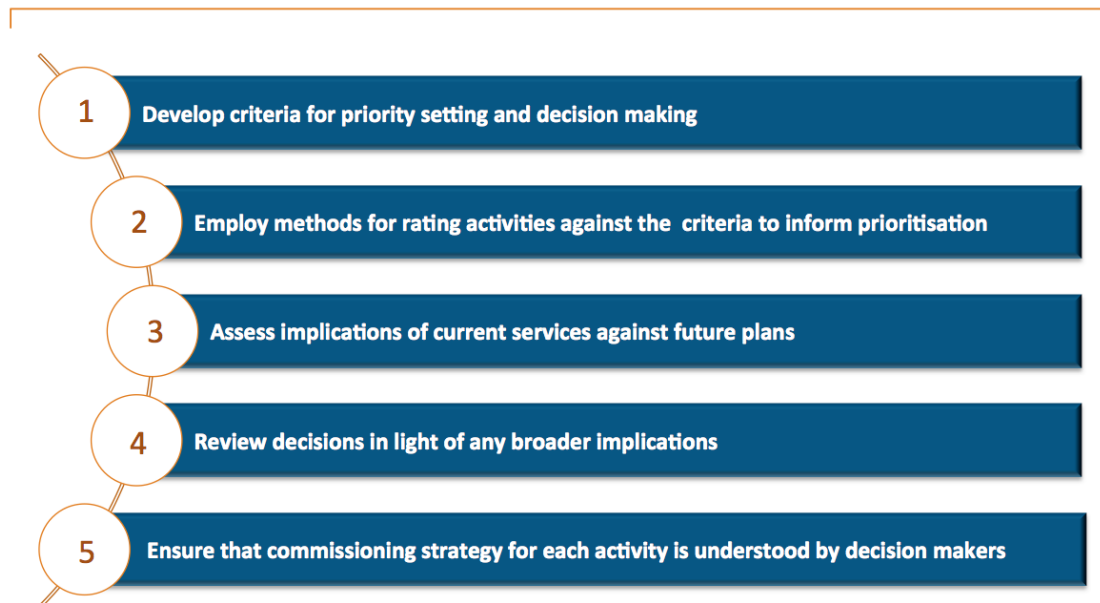 1
Develop criteria for priority setting and decision making
2
Employ methods for rating activities against the  criteria to inform prioritisation
3
Assess implications of current services against future plans
4
Review decisions in light of any broader implications
5
Ensure that commissioning strategy for each activity is understood by decision makers